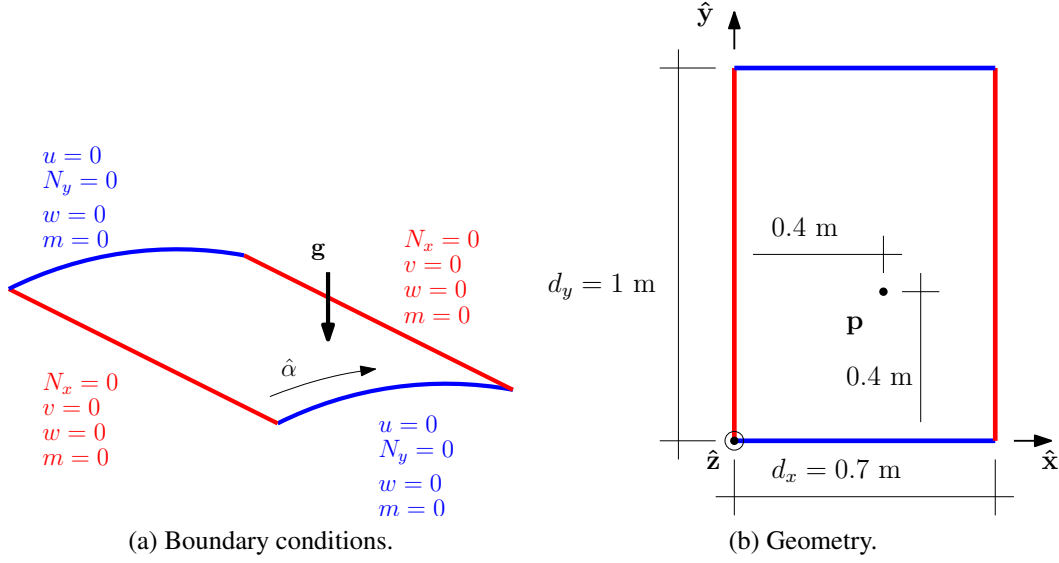 u = 0
N_y = 0
w = 0
m = 0
g
N_x = 0
v = 0
w = 0
m = 0
α̂
N_x = 0
v = 0
w = 0
m = 0
u = 0
N_y = 0
w = 0
m = 0
(a) Boundary conditions.
ŷ
0.4 m
d_y = 1 m
p
0.4 m
ẑ
x̂
d_x = 0.7 m
(b) Geometry.